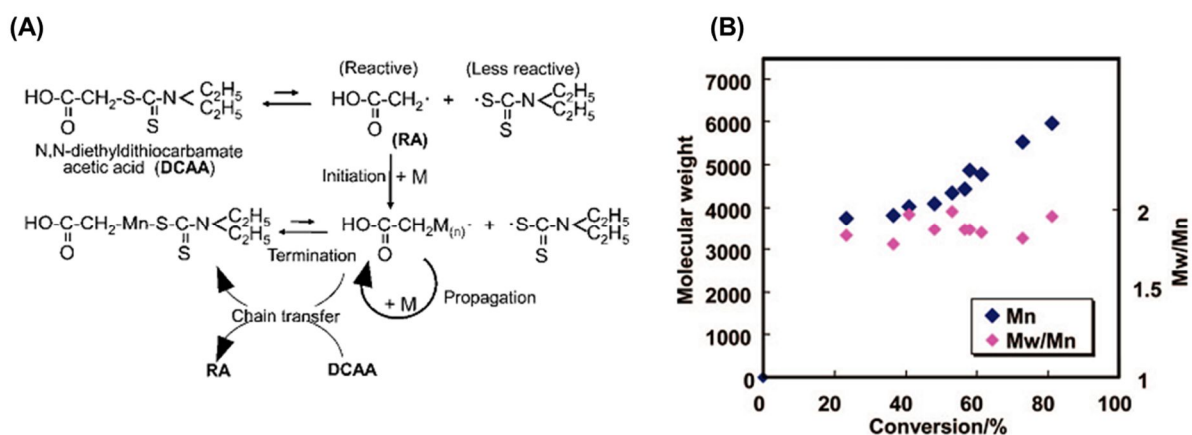 (A)
(Reactive) (Less reactive)
HO-C-CH2-S-C-N< C2H5 C2H5
O S
HO-C-CH2· + ·S-C-N< C2H5 C2H5
O S
N,N-diethyldithiocarbamate
acetic acid (DCAA)
(RA)
Initiation + M
HO-C-CH2-Mn-S-C-N< C2H5 C2H5
O S
HO-C-CH2M(n)- + ·S-C-N< C2H5 C2H5
O S
Termination
+ M
Propagation
Chain transfer
RA DCAA
(B)
7000
6000
5000
4000
3000
2000
1000
0
Molecular weight
2
1.5
1
Mw/Mn
Mn
Mw/Mn
0 20 40 60 80 100
Conversion/%